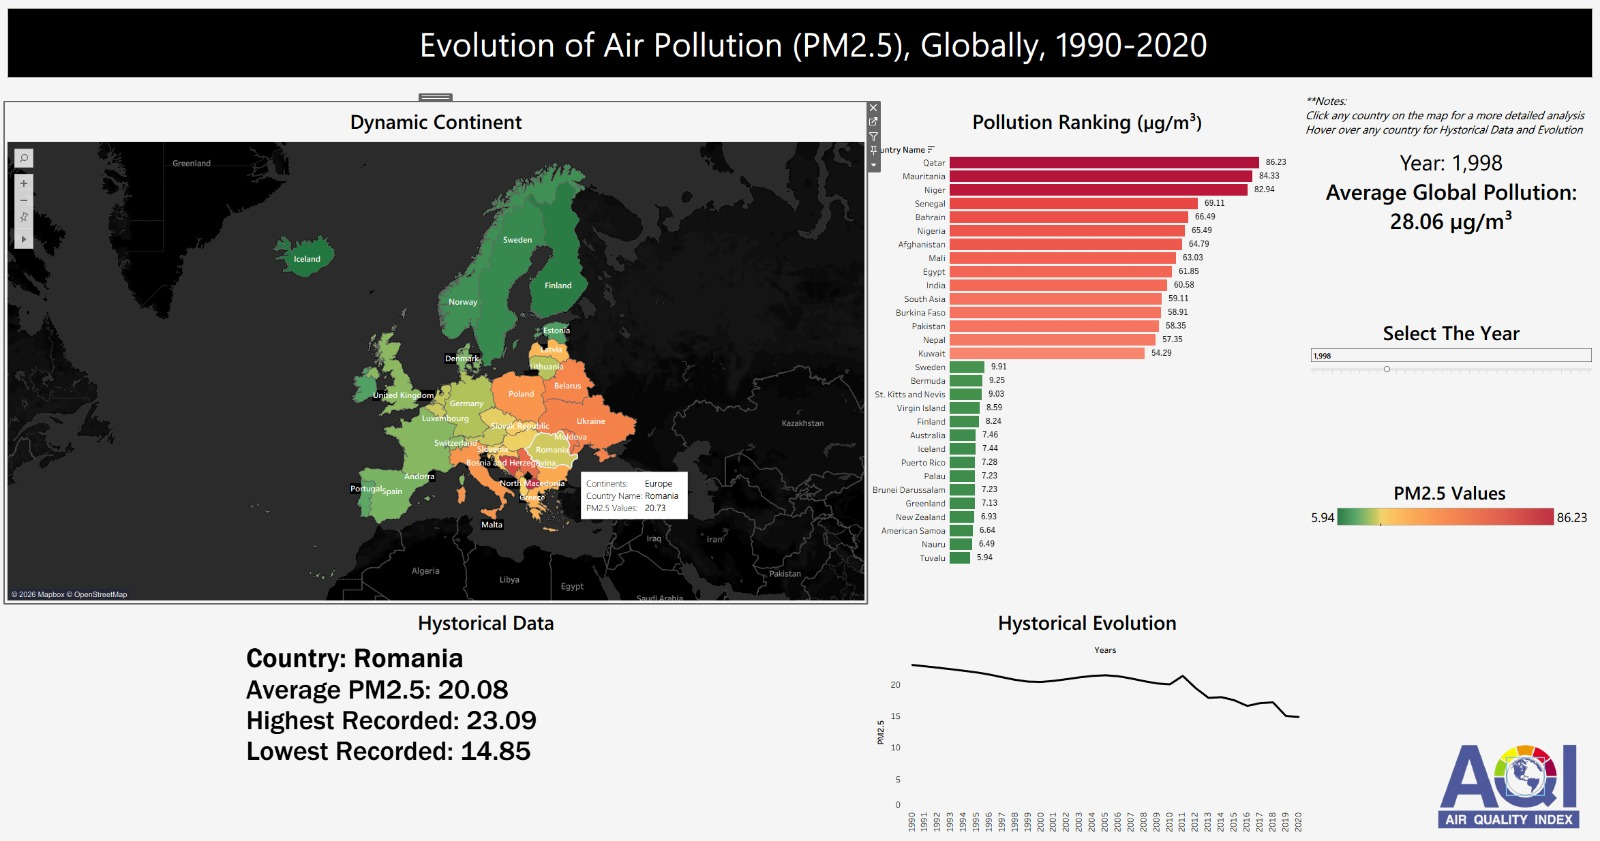 Evolution of Air Pollution (PM2.5), Globally, 1990-2020
Dynamic Continent
Greenland
Iceland
Sweden
Finland
Norway
Estonia
Latvia
Denmark
Lithuania
Belarus
United Kingdom
Poland
Germany
Luxembourg
Ukraine
Slovak Republic
Kazakhstan
Moldova
Switzerland
Slovenia
Romania
Bosnia and Herzegovina
Andorra
North Macedonia
Portugal
Spain
Greece
Malta
Continents: Europe
Country Name: Romania
PM2.5 Values: 20.73
Iraq
Iran
Algeria
Libya
Egypt
Pakistan
Saudi Arabia
© 2026 Mapbox © OpenStreetMap
Pollution Ranking (µg/m³)
untry Name
Qatar 86.23
Mauritania 84.33
Niger 82.94
Senegal 69.11
Bahrain 66.49
Nigeria 65.49
Afghanistan 64.79
Mali 63.03
Egypt 61.85
India 60.58
South Asia 59.11
Burkina Faso 58.91
Pakistan 58.35
Nepal 57.35
Kuwait 54.29
Sweden 9.91
Bermuda 9.25
St. Kitts and Nevis 9.03
Virgin Island 8.59
Finland 8.24
Australia 7.46
Iceland 7.44
Puerto Rico 7.28
Palau 7.23
Brunei Darussalam 7.23
Greenland 7.13
New Zealand 6.93
American Samoa 6.64
Nauru 6.49
Tuvalu 5.94
**Notes:
Click any country on the map for a more detailed analysis
Hover over any country for Hystorical Data and Evolution
Year: 1,998
Average Global Pollution:
28.06 µg/m³
Select The Year
1,998
PM2.5 Values
5.94 86.23
Hystorical Data
Country: Romania
Average PM2.5: 20.08
Highest Recorded: 23.09
Lowest Recorded: 14.85
Hystorical Evolution
Years
PM2.5
20
15
10
5
0
1990 1991 1992 1993 1994 1995 1996 1997 1998 1999 2000 2001 2002 2003 2004 2005 2006 2007 2008 2009 2010 2011 2012 2013 2014 2015 2016 2017 2018 2019 2020
AQI
AIR QUALITY INDEX